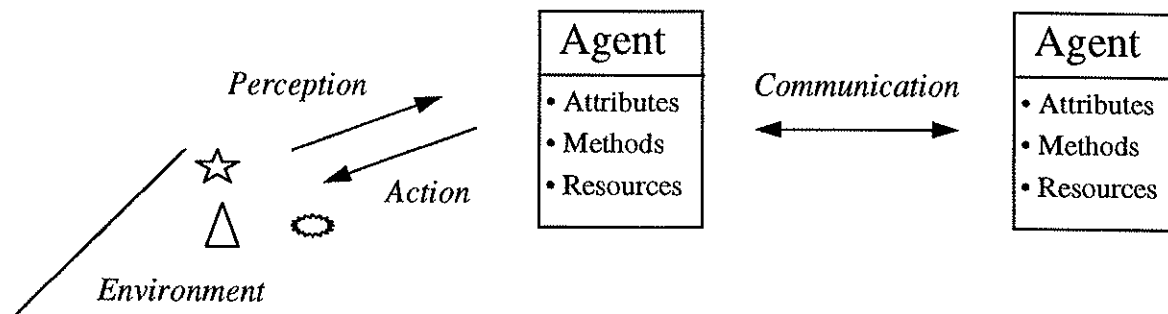 Perception
Action
Environment
Agent
• Attributes
• Methods
• Resources
Communication
Agent
• Attributes
• Methods
• Resources